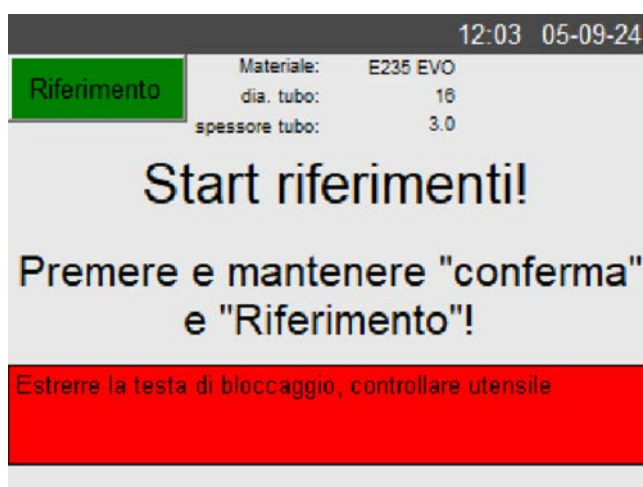 12:03 05-09-24
Riferimento
Materiale: E235 EVO
dia. tubo: 16
spessore tubo: 3.0
Start riferimenti!
Premere e mantenere "conferma"
e "Riferimento"!
Estrerre la testa di bloccaggio, controllare utensile